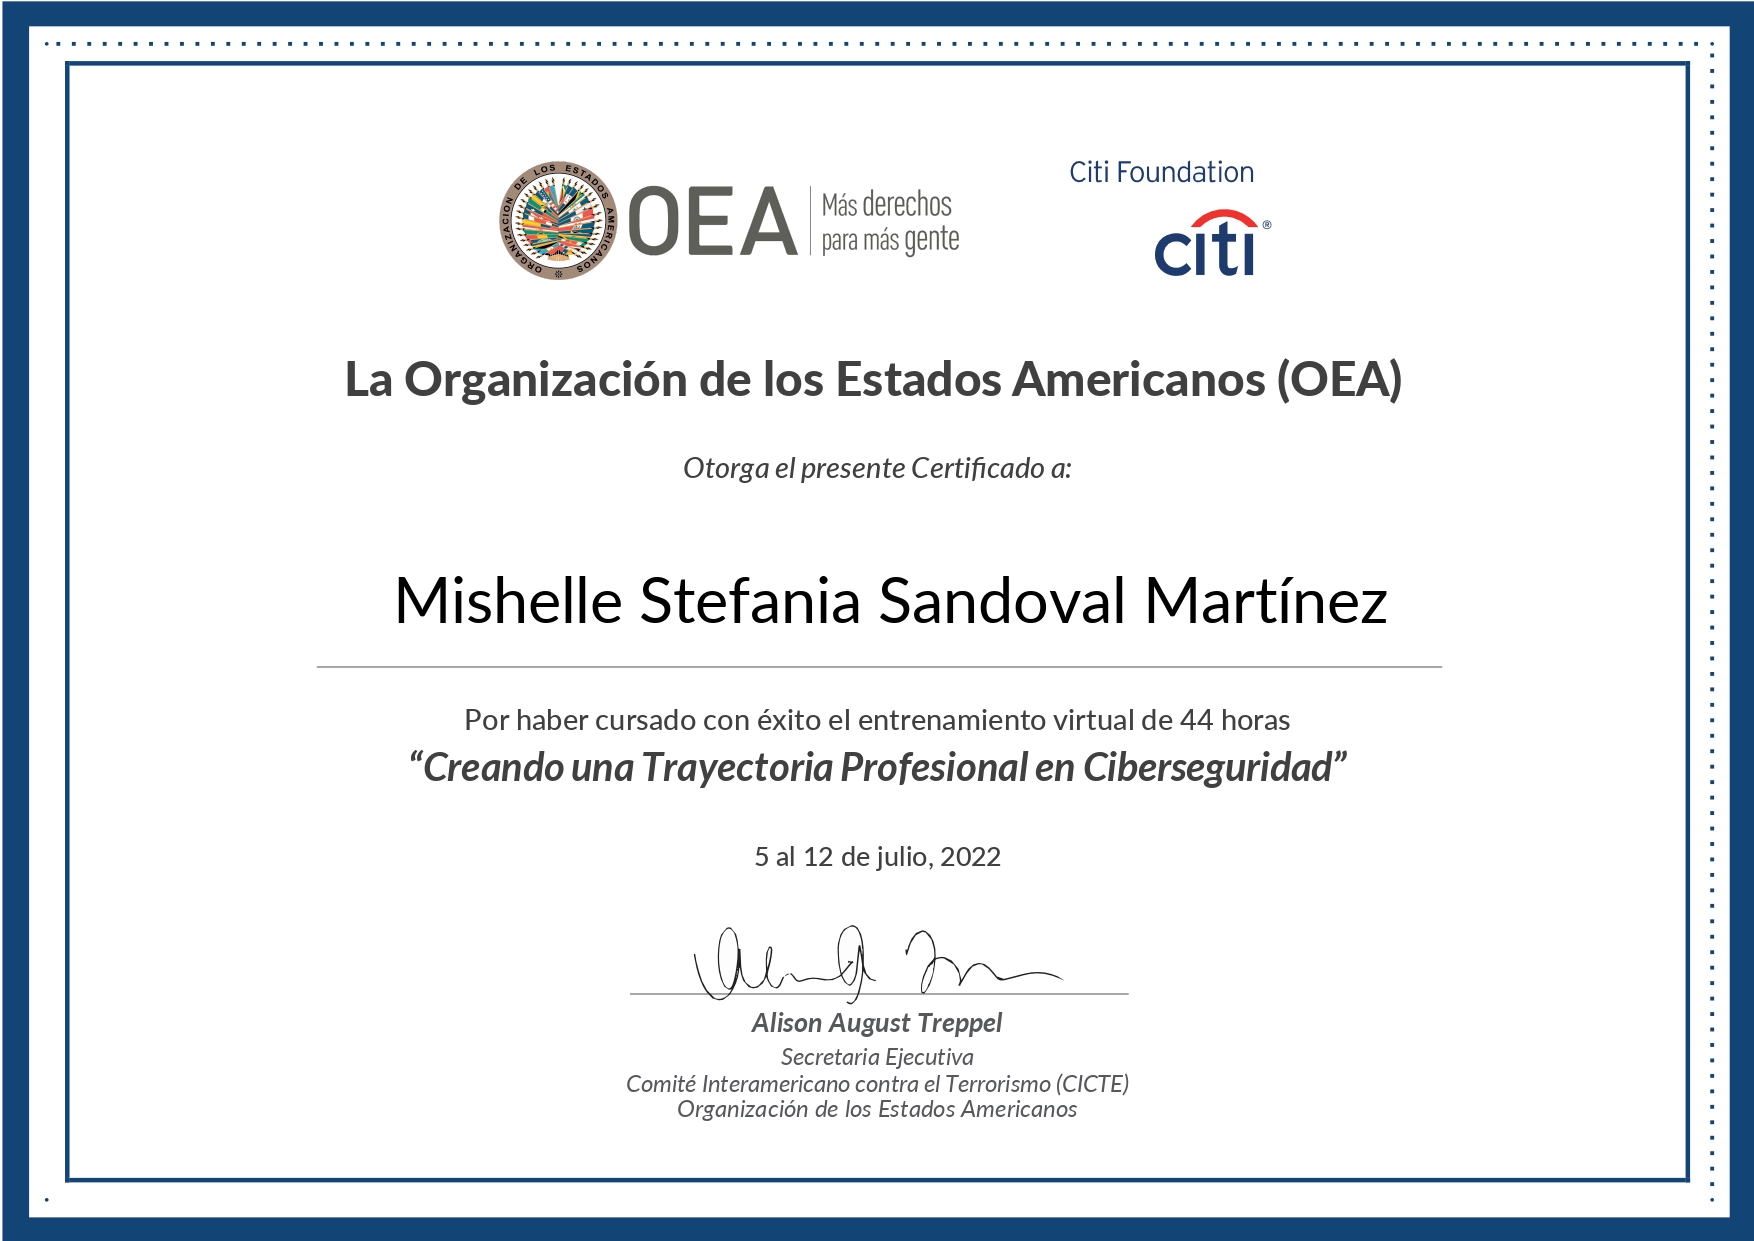 ORGANIZACION DE LOS ESTADOS AMERICANOS
OEA
Más derechos
para más gente
Citi Foundation
citi®
La Organización de los Estados Americanos (OEA)
Otorga el presente Certificado a:
Mishelle Stefania Sandoval Martínez
Por haber cursado con éxito el entrenamiento virtual de 44 horas
“Creando una Trayectoria Profesional en Ciberseguridad”
5 al 12 de julio, 2022
Alison August Treppel
Secretaria Ejecutiva
Comité Interamericano contra el Terrorismo (CICTE)
Organización de los Estados Americanos